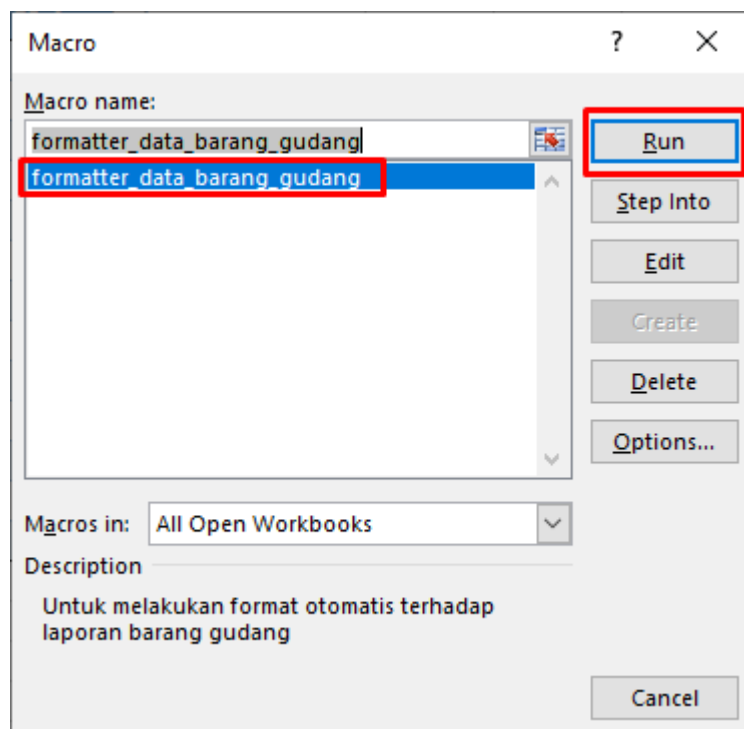 Macro
?
Macro name:
formatter_data_barang_gudang
formatter_data_barang_gudang
Run
Step Into
Edit
Create
Delete
Options...
Macros in: All Open Workbooks
Description
Untuk melakukan format otomatis terhadap
laporan barang gudang
Cancel